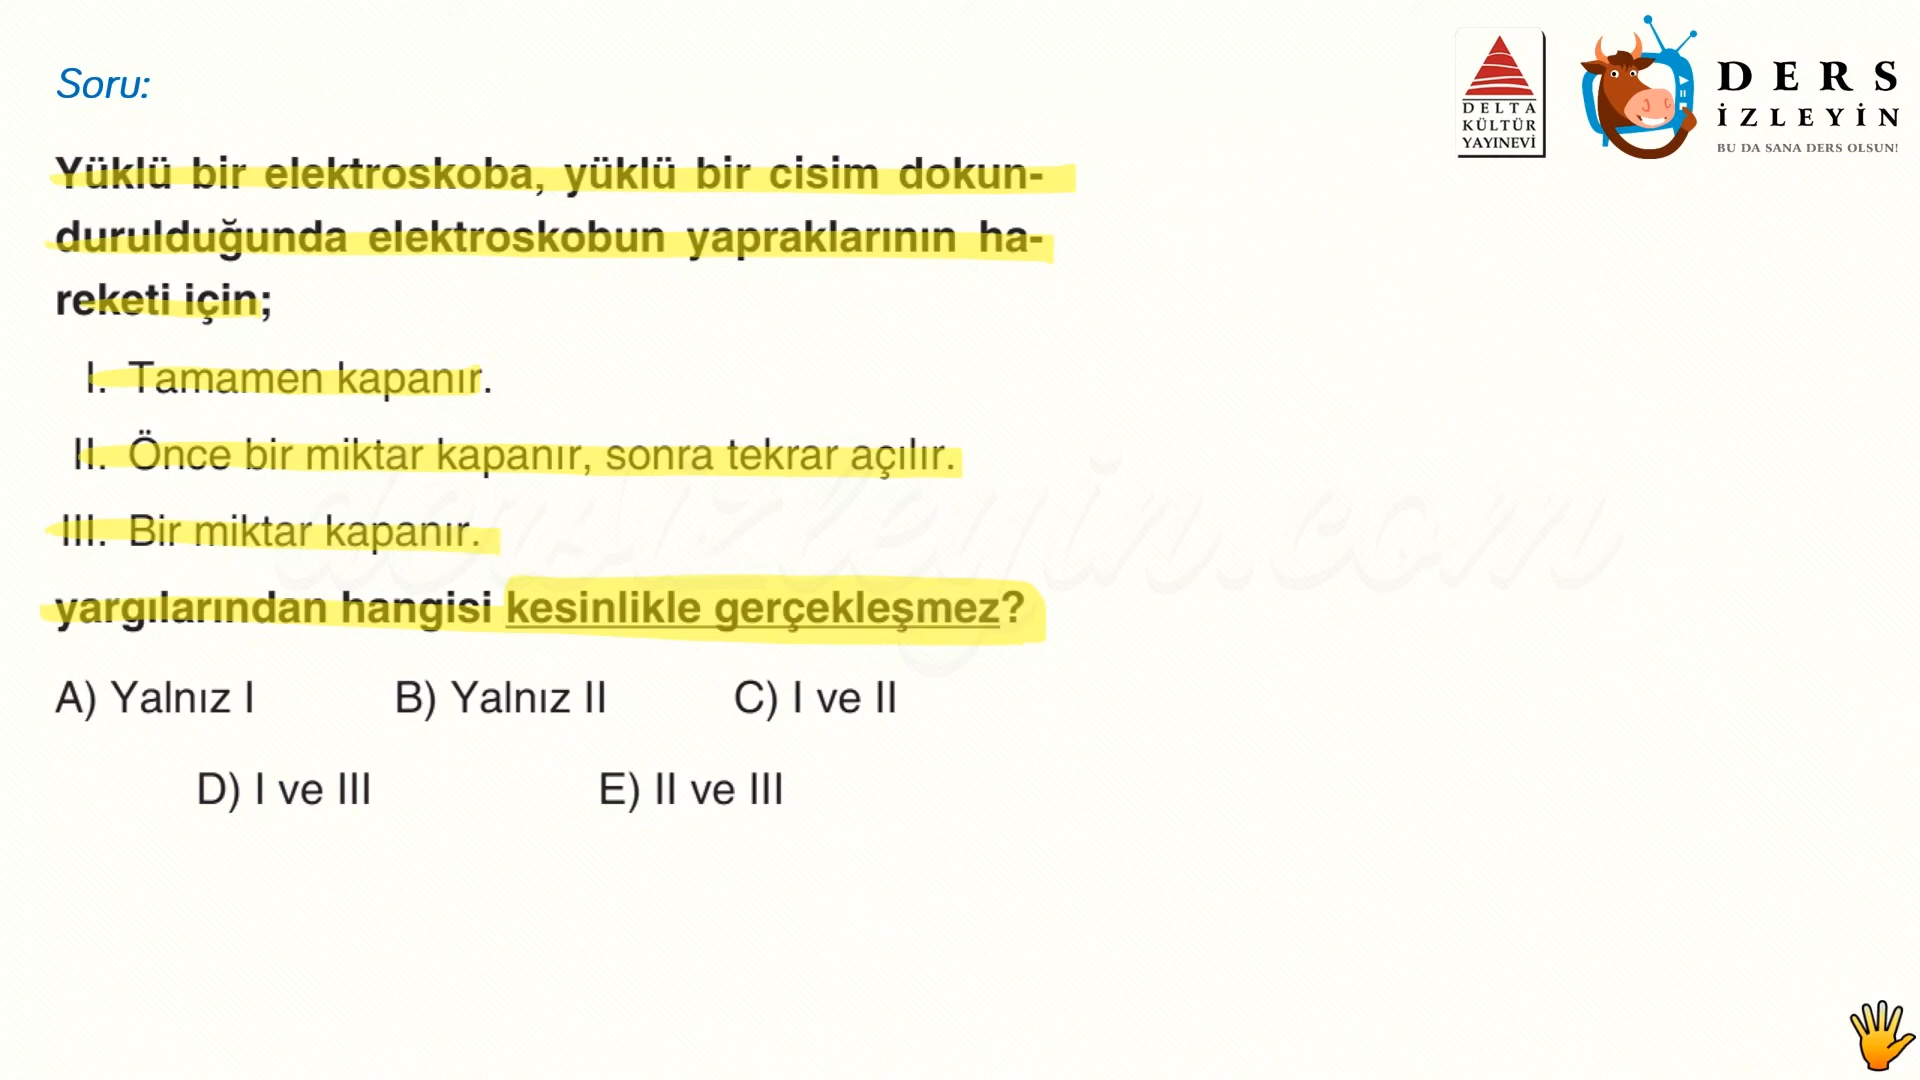 Soru:
DELTA
KÜLTÜR
YAYINEVİ
DERS
İZLEYİN
BU DA SANA DERS OLSUN!
Yüklü bir elektroskoba, yüklü bir cisim dokun-
durulduğunda elektroskobun yapraklarının ha-
reketi için;
I. Tamamen kapanır.
II. Önce bir miktar kapanır, sonra tekrar açılır.
III. Bir miktar kapanır.
dersizleyin.com
yargılarından hangisi kesinlikle gerçekleşmez?
A) Yalnız I B) Yalnız II C) I ve II
D) I ve III E) II ve III